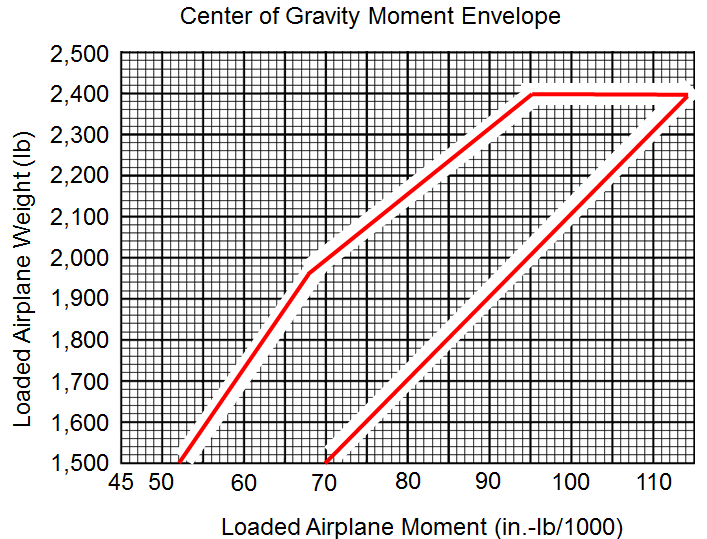 Center of Gravity Moment Envelope
Loaded Airplane Weight (lb)
2,500
2,400
2,300
2,200
2,100
2,000
1,900
1,800
1,700
1,600
1,500
45 50 60 70 80 90 100 110
Loaded Airplane Moment (in.-lb/1000)